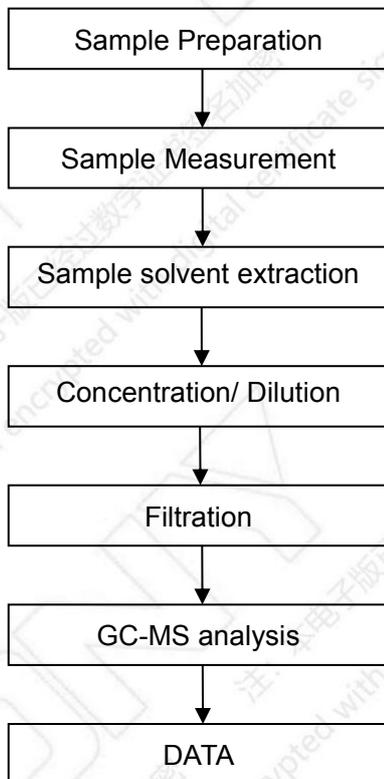 Sample Preparation
Sample Measurement
Sample solvent extraction
Concentration/ Dilution
Filtration
GC-MS analysis
DATA